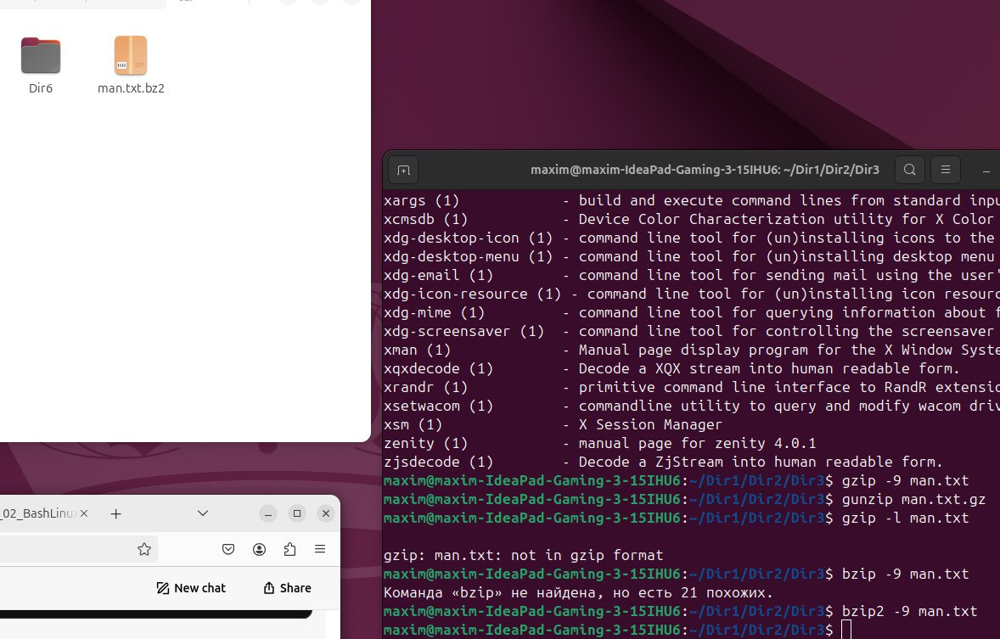 Dir6
man.txt.bz2
maxim@maxim-IdeaPad-Gaming-3-15IHU6: ~/Dir1/Dir2/Dir3
xargs (1) - build and execute command lines from standard inpu
xcmsdb (1) - Device Color Characterization utility for X Color
xdg-desktop-icon (1) - command line tool for (un)installing icons to the
xdg-desktop-menu (1) - command line tool for (un)installing desktop menu
xdg-email (1) - command line tool for sending mail using the user'
xdg-icon-resource (1) - command line tool for (un)installing icon resourc
xdg-mime (1) - command line tool for querying information about f
xdg-screensaver (1) - command line tool for controlling the screensaver
xman (1) - Manual page display program for the X Window Syste
xqxdecode (1) - Decode a XQX stream into human readable form.
xrandr (1) - primitive command line interface to RandR extensio
xsetwacom (1) - commandline utility to query and modify wacom driv
xsm (1) - X Session Manager
zenity (1) - manual page for zenity 4.0.1
zjsdecode (1) - Decode a ZjStream into human readable form.
maxim@maxim-IdeaPad-Gaming-3-15IHU6:~/Dir1/Dir2/Dir3$ gzip -9 man.txt
maxim@maxim-IdeaPad-Gaming-3-15IHU6:~/Dir1/Dir2/Dir3$ gunzip man.txt.gz
maxim@maxim-IdeaPad-Gaming-3-15IHU6:~/Dir1/Dir2/Dir3$ gzip -l man.txt
gzip: man.txt: not in gzip format
maxim@maxim-IdeaPad-Gaming-3-15IHU6:~/Dir1/Dir2/Dir3$ bzip -9 man.txt
Команда «bzip» не найдена, но есть 21 похожих.
maxim@maxim-IdeaPad-Gaming-3-15IHU6:~/Dir1/Dir2/Dir3$ bzip2 -9 man.txt
maxim@maxim-IdeaPad-Gaming-3-15IHU6:~/Dir1/Dir2/Dir3$
_02_BashLinux
New chat
Share